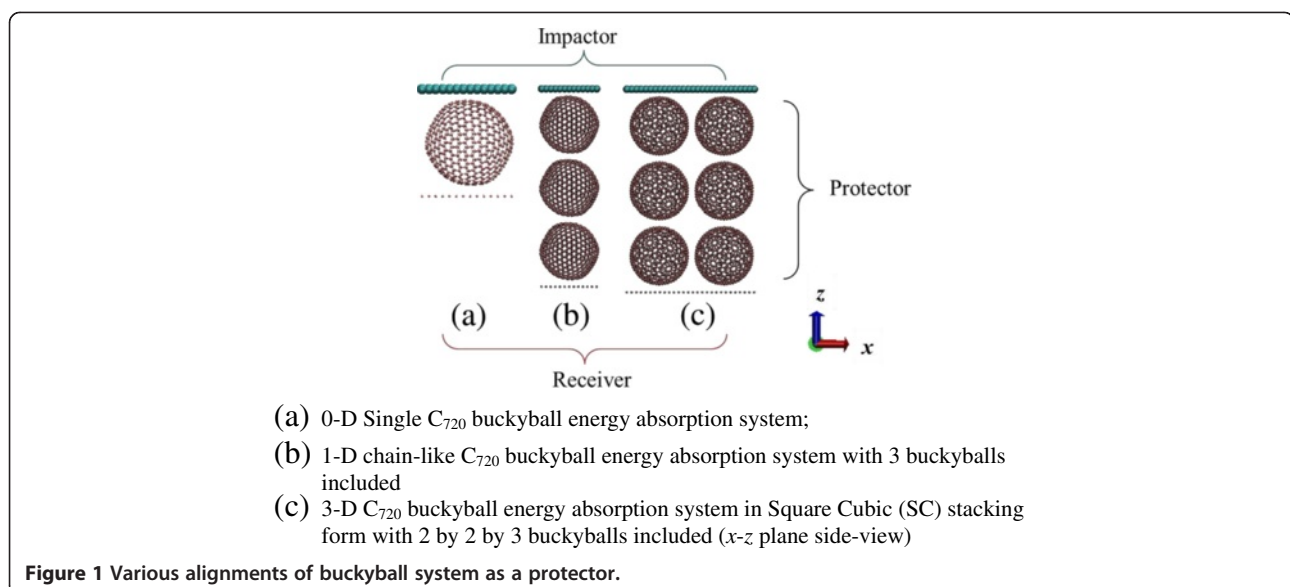 Impactor
Protector
(a) (b) (c)
z
x
Receiver
(a) 0-D Single C₇₂₀ buckyball energy absorption system;
(b) 1-D chain-like C₇₂₀ buckyball energy absorption system with 3 buckyballs
included
(c) 3-D C₇₂₀ buckyball energy absorption system in Square Cubic (SC) stacking
form with 2 by 2 by 3 buckyballs included (x-z plane side-view)
Figure 1 Various alignments of buckyball system as a protector.